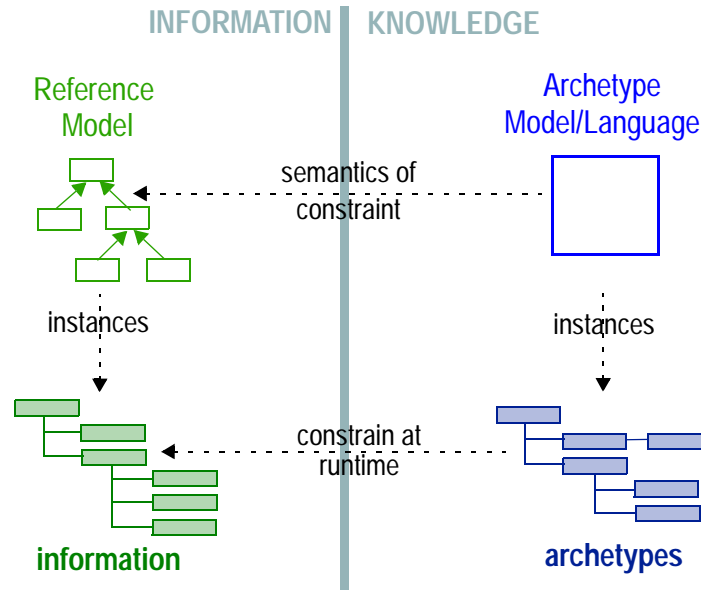 INFORMATION KNOWLEDGE
Reference
Model
Archetype
Model/Language
semantics of
constraint
instances
instances
constrain at
runtime
information
archetypes